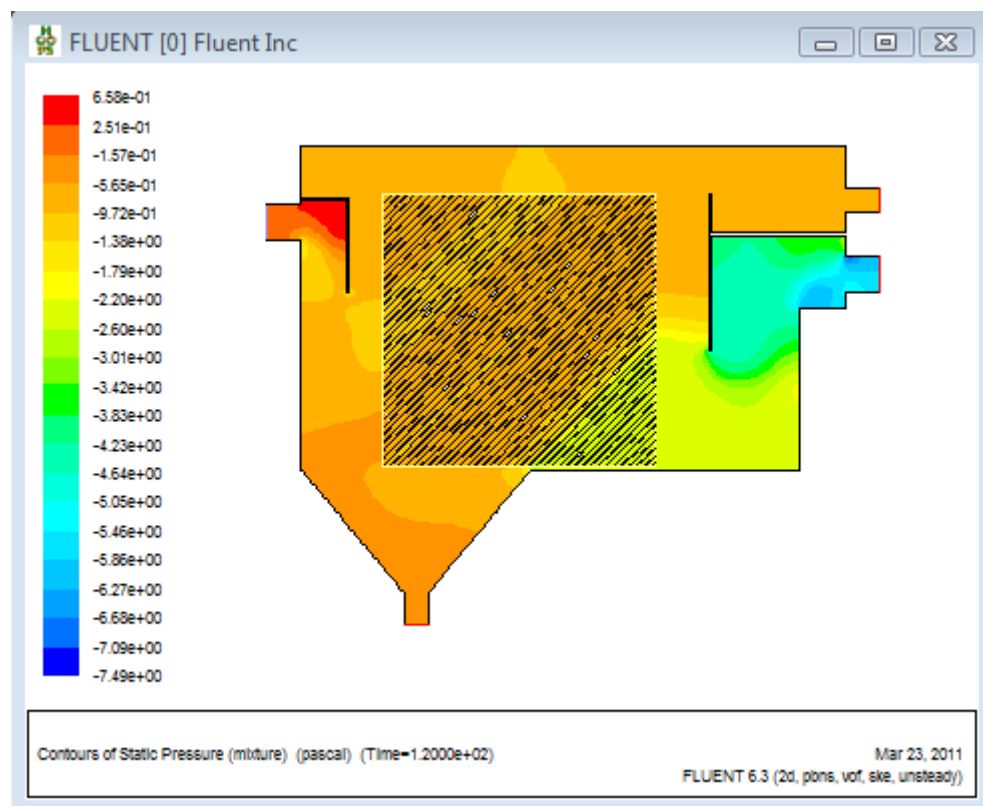 FLUENT [0] Fluent Inc
6.58e-01
2.51e-01
-1.57e-01
-5.65e-01
-9.72e-01
-1.38e+00
-1.79e+00
-2.20e+00
-2.60e+00
-3.01e+00
-3.42e+00
-3.83e+00
-4.23e+00
-4.64e+00
-5.05e+00
-5.46e+00
-5.86e+00
-6.27e+00
-6.68e+00
-7.09e+00
-7.49e+00
Contours of Static Pressure (mixture) (pascal) (Time=1.2000e+02)
Mar 23, 2011
FLUENT 6.3 (2d, pbns, vof, ske, unsteady)